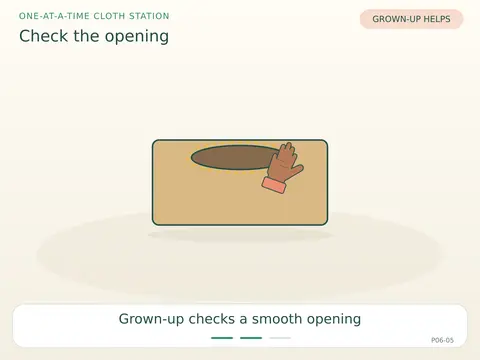 ONE-AT-A-TIME CLOTH STATION
GROWN-UP HELPS
Check the opening
Grown-up checks a smooth opening
P06-05